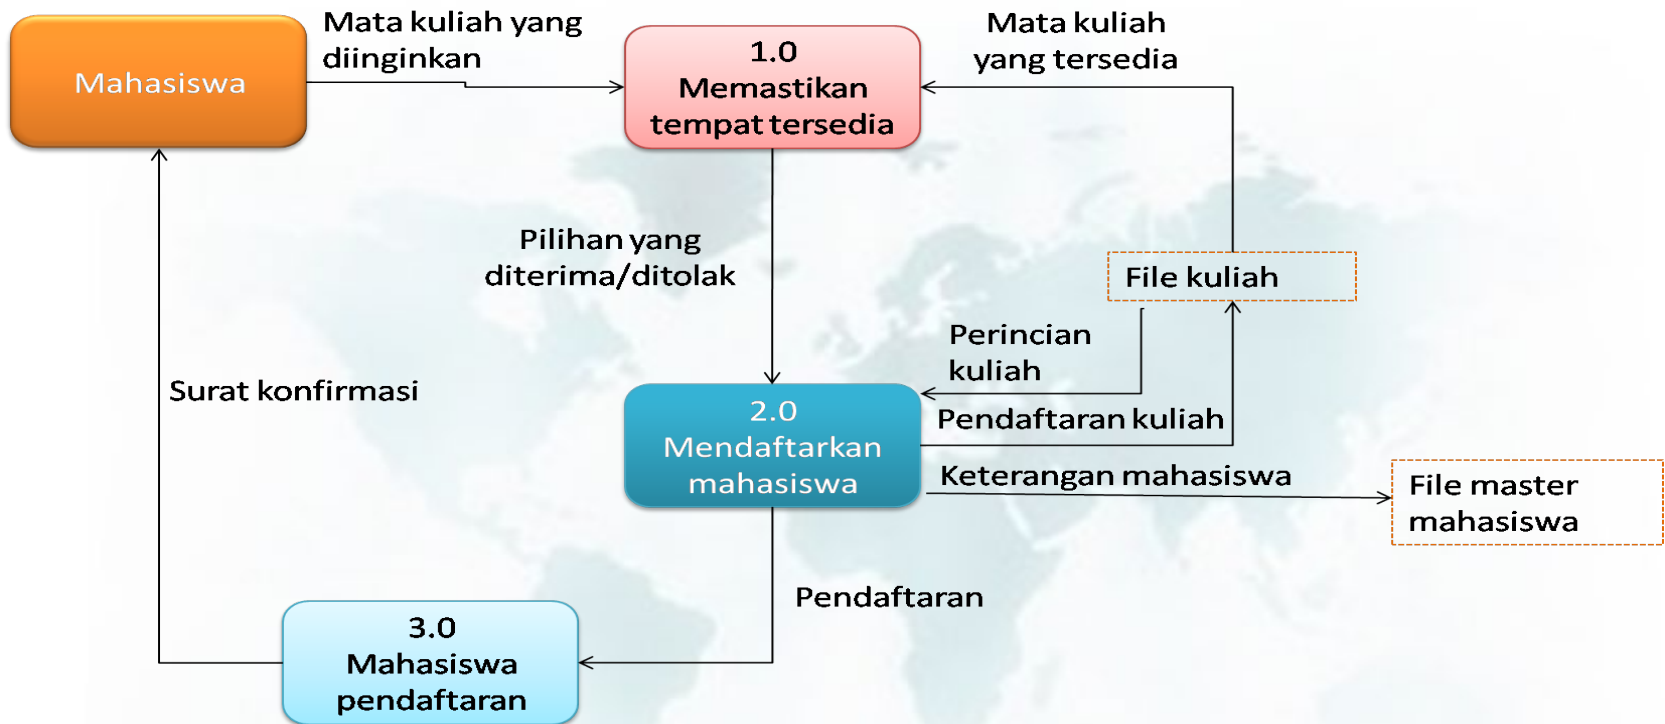 Mahasiswa
Mata kuliah yang
diinginkan
1.0
Memastikan
tempat tersedia
Mata kuliah
yang tersedia
Pilihan yang
diterima/ditolak
File kuliah
Perincian
kuliah
Surat konfirmasi
2.0
Mendaftarkan
mahasiswa
Pendaftaran kuliah
Keterangan mahasiswa
File master
mahasiswa
Pendaftaran
3.0
Mahasiswa
pendaftaran